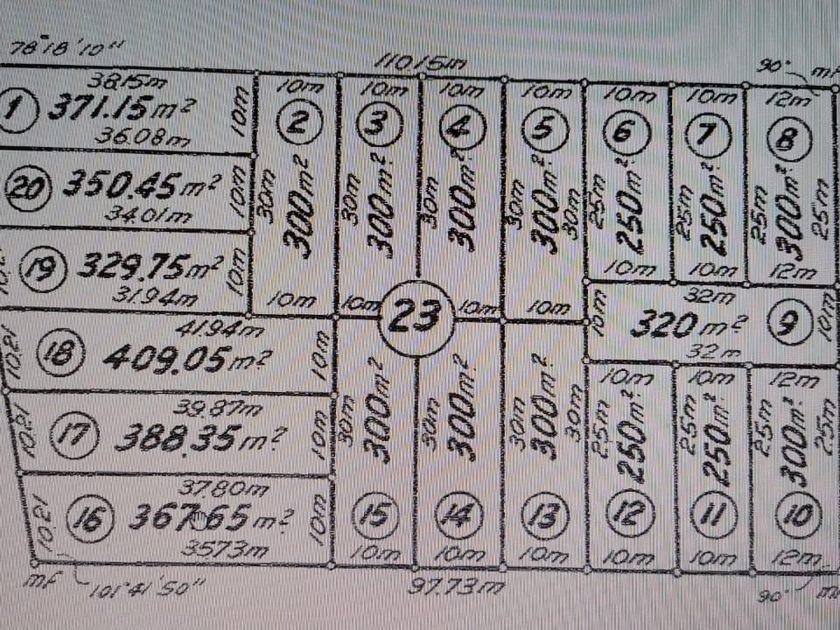 78°18'10"
110.15m
90° mf
38.15m
1 371.15m²
36.08m
10m
20 350.45m²
34.01m
10m
19 329.75m²
31.94m
10m
10m
2
30m
300m²
10m
10m
3
30m
300m²
10m
10m
4
30m
300m²
10m
10m
5
30m
300m²
30m
10m
10m
6
25m
250m²
10m
10m
7
25m
250m²
10m
12m
8
25m
300m²
25m
12m
23
32m
10m
320m²
9
10m
32m
41.94m
18 409.05m²
10m
10.21
39.87m
17 388.35m²
10m
10.21
37.80m
16 367.65m²
35.73m
10m
10.21
30m
300m²
15
10m
30m
300m²
14
10m
30m
300m²
30m
13
10m
10m
25m
250m²
12
10m
10m
25m
250m²
11
10m
12m
25m
300m²
25m
10
12m
mf
101°41'50"
97.73m
90°